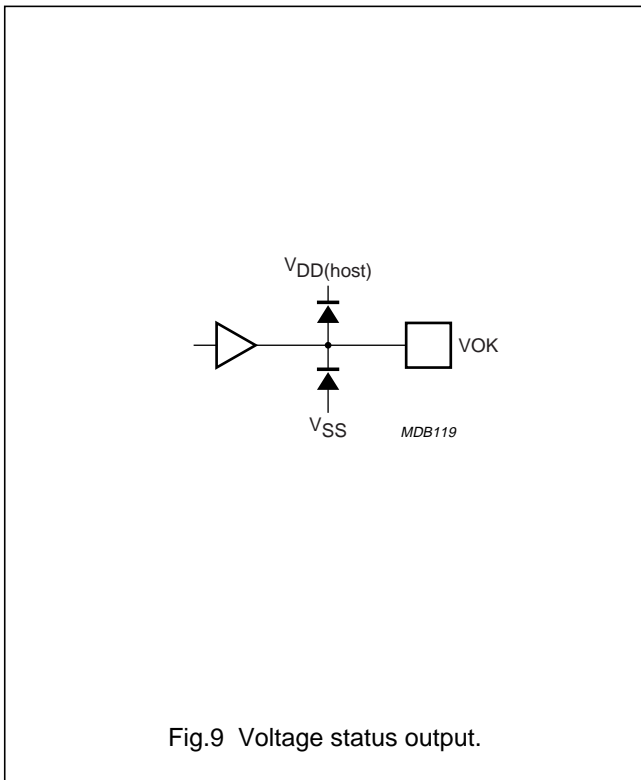 VDD(host)
VOK
VSS
MDB119
Fig.9 Voltage status output.